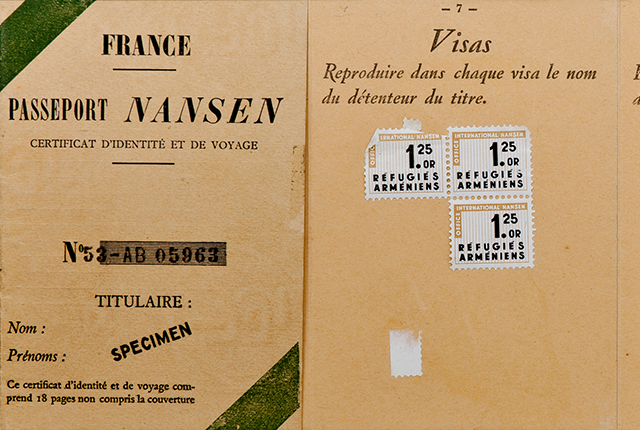 FRANCE
PASSEPORT NANSEN
CERTIFICAT D'IDENTITÉ ET DE VOYAGE
Nº 53-AB 05963
TITULAIRE :
Nom :
Prénoms :
SPECIMEN
Ce certificat d'identité et de voyage com-
prend 18 pages non compris la couverture
– 7 –
Visas
Reproduire dans chaque visa le nom
du détenteur du titre.
OFFICE INTERNATIONAL NANSEN
1.25 OR
RÉFUGIÉS
ARMÉNIENS
OFFICE INTERNATIONAL NANSEN
1.25 OR
RÉFUGIÉS
ARMÉNIENS
OFFICE INTERNATIONAL NANSEN
1.25 OR
RÉFUGIÉS
ARMÉNIENS